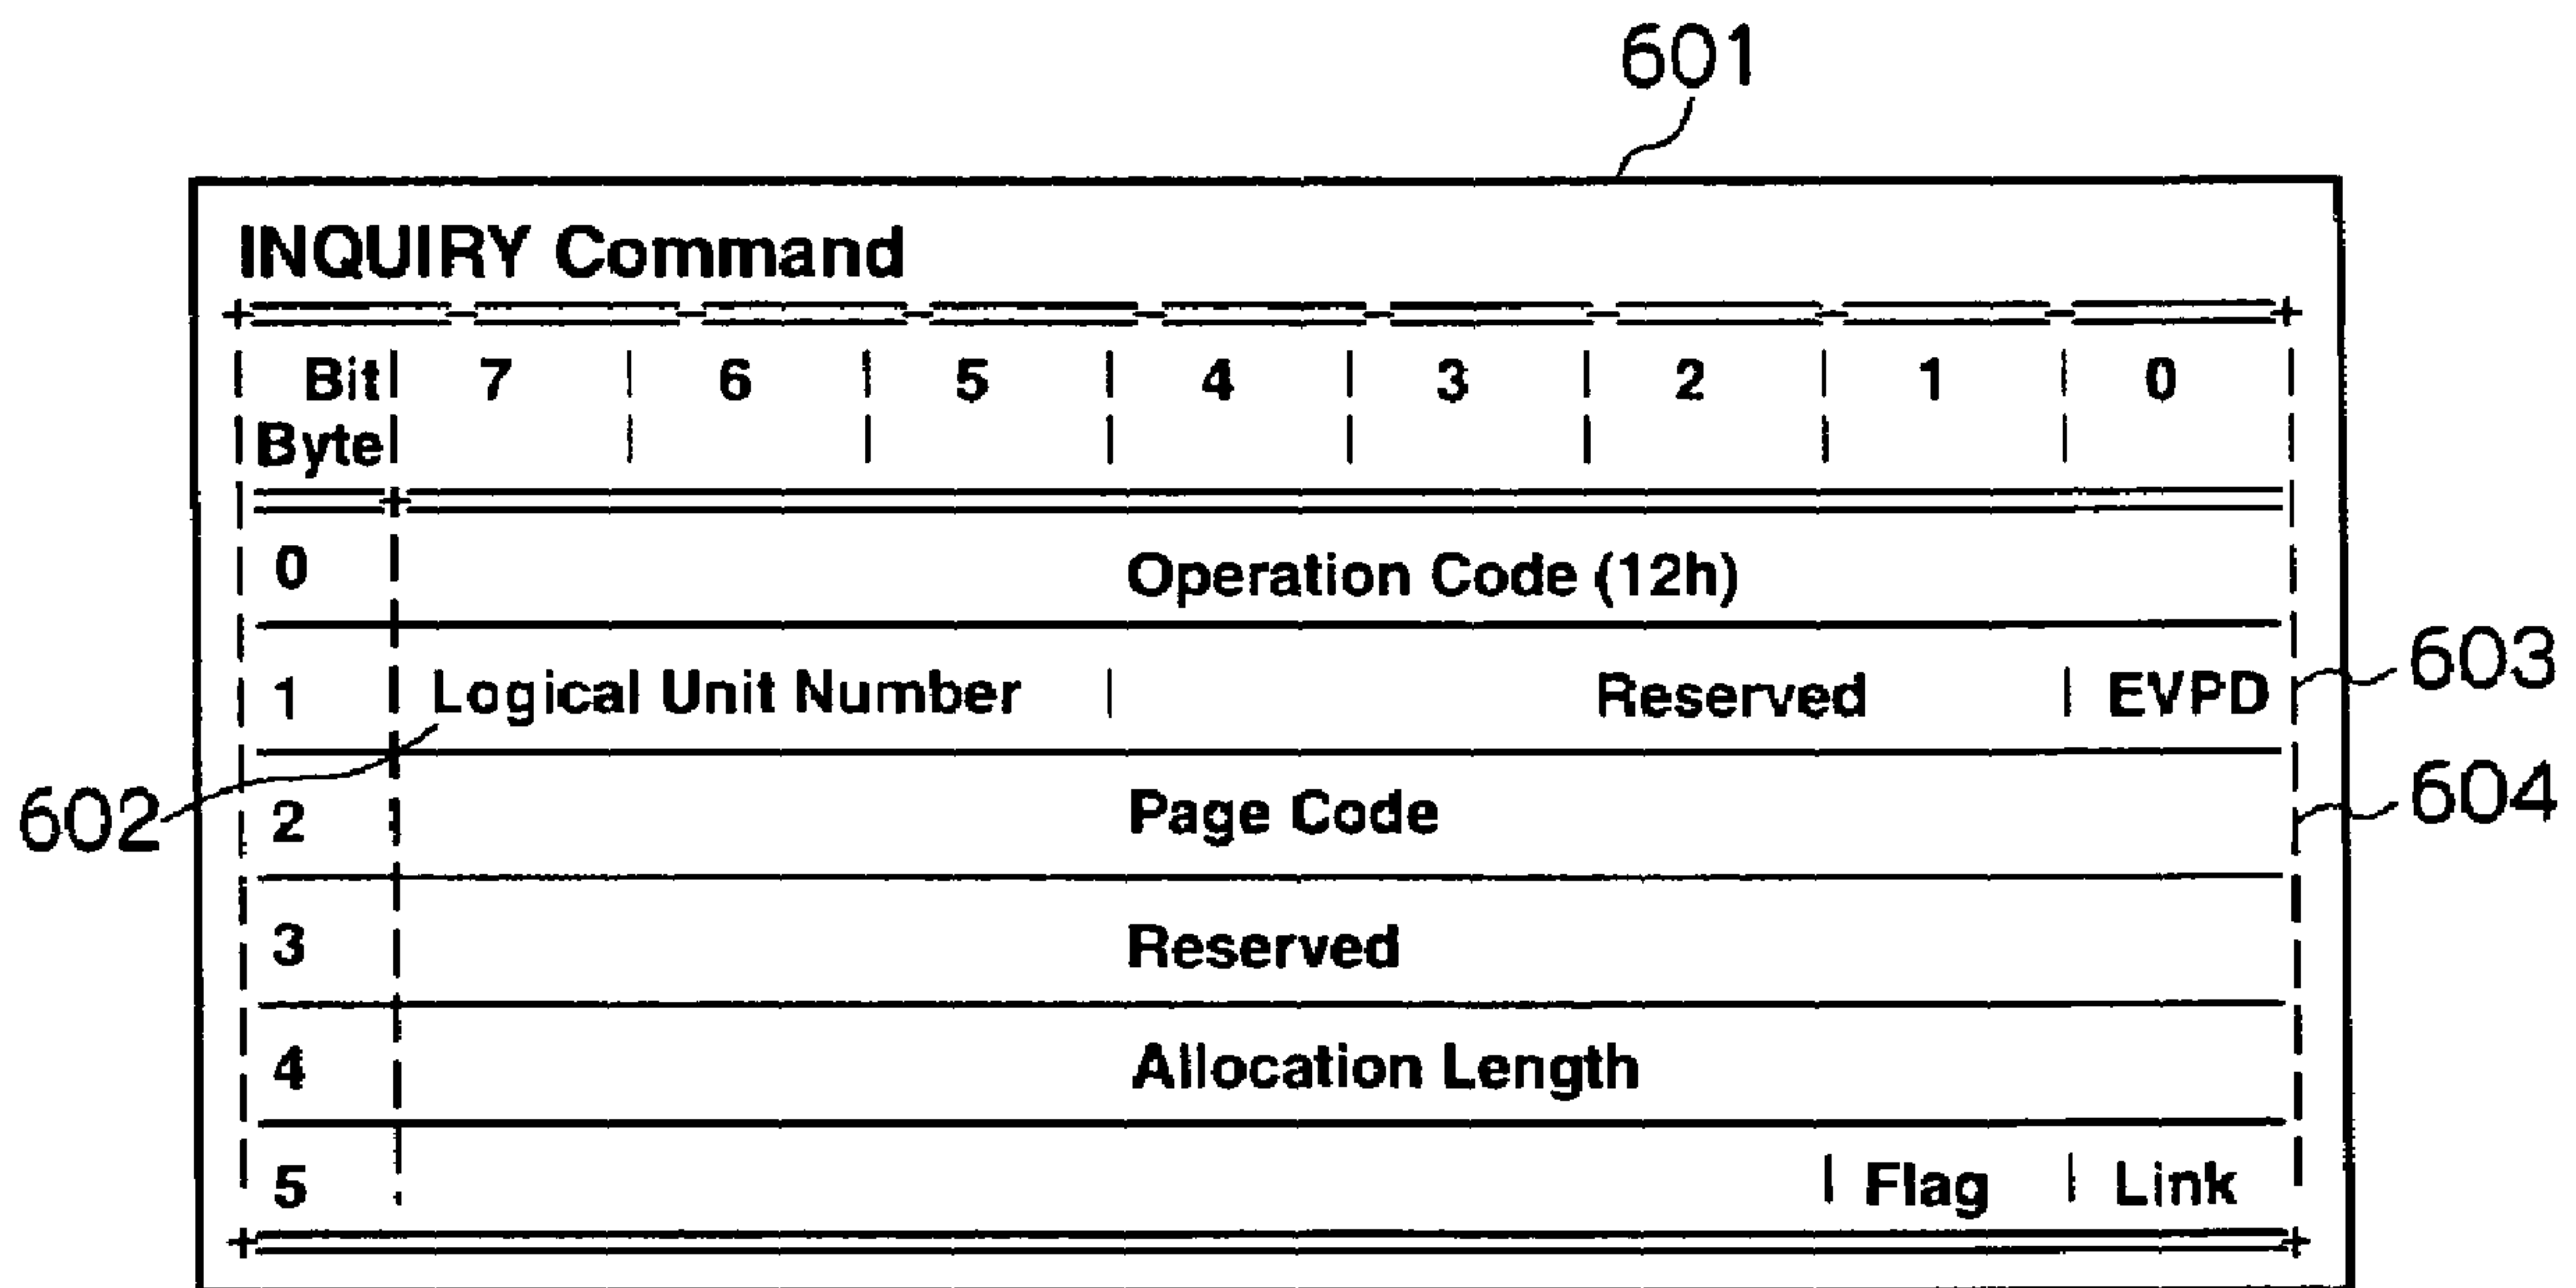 601
INQUIRY Command
Bit 7 6 5 4 3 2 1 0
Byte
0 Operation Code (12h)
1 Logical Unit Number Reserved EVPD 603
602 2 Page Code 604
3 Reserved
4 Allocation Length
5 Flag Link